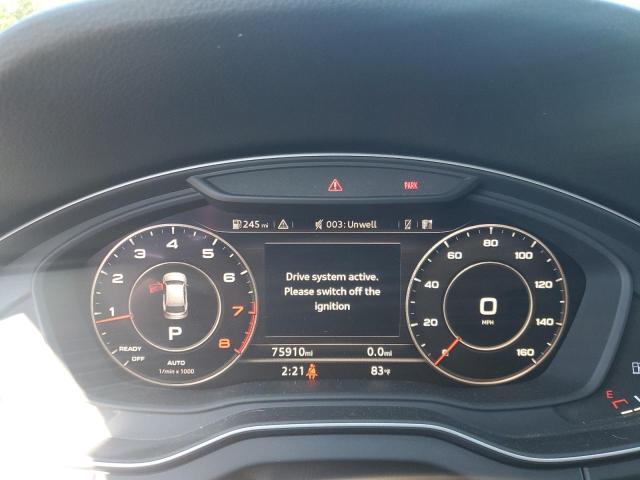 PARK
245 mi
003: Unwell
1 2 3 4 5 6 7 8
P
READY
OFF
AUTO
1/min x 1000
Drive system active.
Please switch off the
ignition
75910mi 0.0mi
2:21 83°F
0 20 40 60 80 100 120 140 160
0
MPH
E